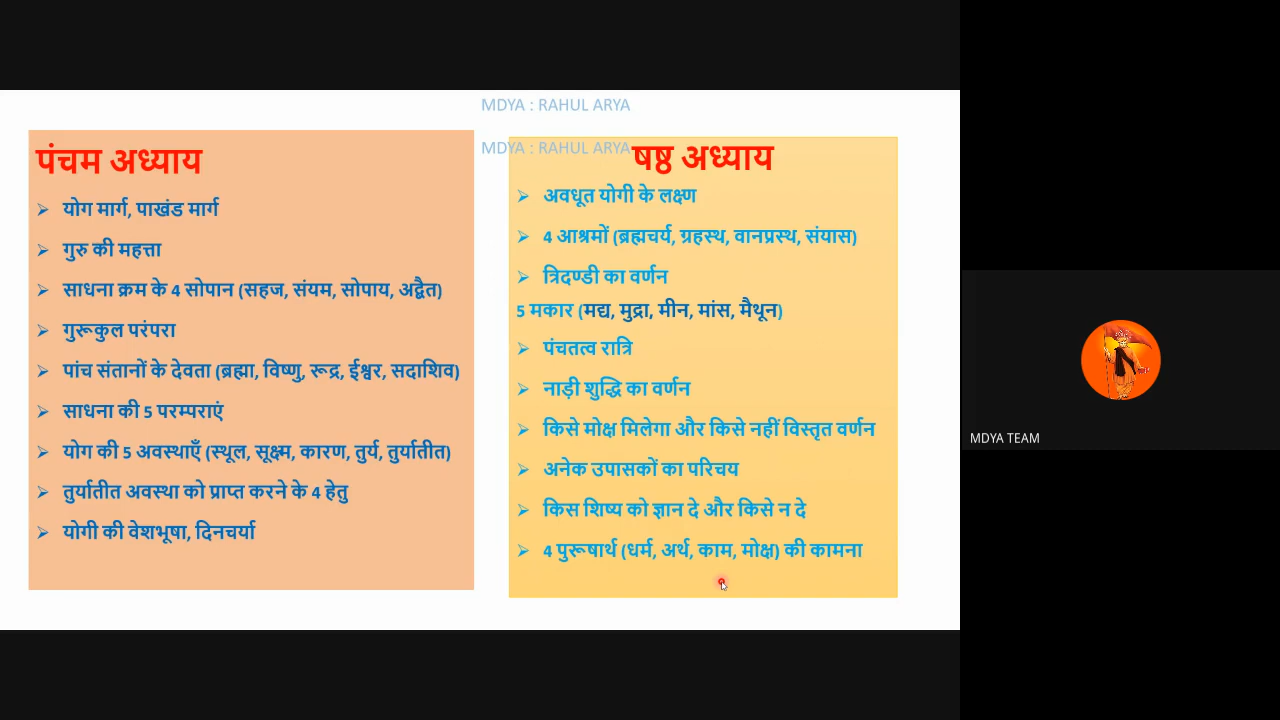 MDYA : RAHUL ARYA
MDYA : RAHUL ARYA
पंचम अध्याय
योग मार्ग, पाखंड मार्ग
गुरु की महत्ता
साधना क्रम के 4 सोपान (सहज, संयम, सोपाय, अद्वैत)
गुरूकुल परंपरा
पांच संतानों के देवता (ब्रह्मा, विष्णु, रूद्र, ईश्वर, सदाशिव)
साधना की 5 परम्पराएं
योग की 5 अवस्थाएँ (स्थूल, सूक्ष्म, कारण, तुर्य, तुर्यातीत)
तुर्यातीत अवस्था को प्राप्त करने के 4 हेतु
योगी की वेशभूषा, दिनचर्या
षष्ठ अध्याय
अवधूत योगी के लक्ष्ण
4 आश्रमों (ब्रह्मचर्य, ग्रहस्थ, वानप्रस्थ, संयास)
त्रिदण्डी का वर्णन
5 मकार (मद्य, मुद्रा, मीन, मांस, मैथून)
पंचतत्व रात्रि
नाड़ी शुद्धि का वर्णन
किसे मोक्ष मिलेगा और किसे नहीं विस्तृत वर्णन
अनेक उपासकों का परिचय
किस शिष्य को ज्ञान दे और किसे न दे
4 पुरूषार्थ (धर्म, अर्थ, काम, मोक्ष) की कामना
MDYA TEAM